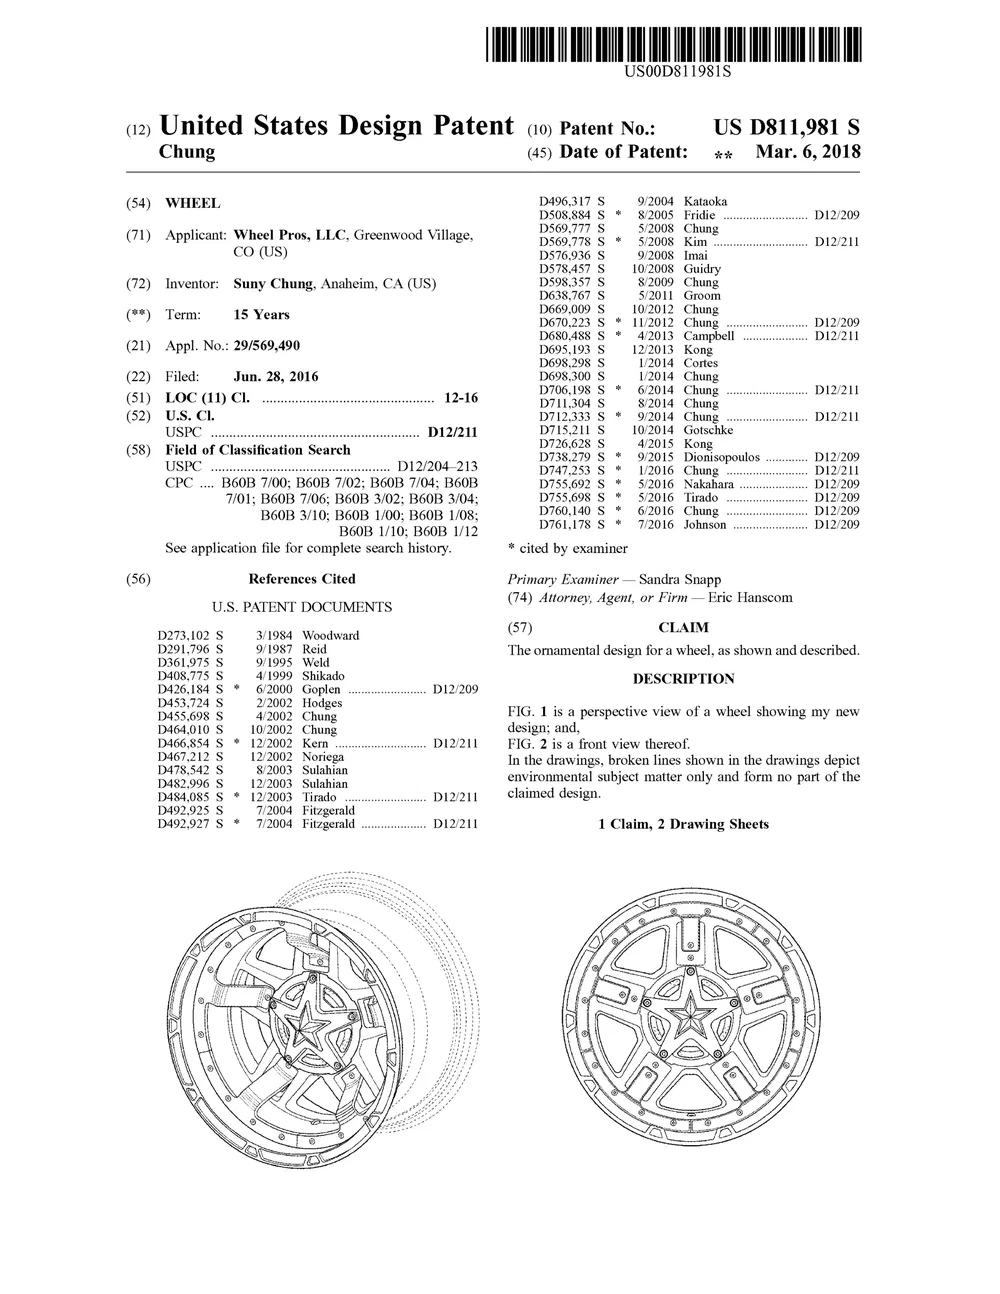 US00D811981S
(12) United States Design Patent
Chung
(10) Patent No.: US D811,981 S
(45) Date of Patent: ** Mar. 6, 2018
(54) WHEEL
(71) Applicant: Wheel Pros, LLC, Greenwood Village,
CO (US)
(72) Inventor: Suny Chung, Anaheim, CA (US)
(**) Term: 15 Years
(21) Appl. No.: 29/569,490
(22) Filed: Jun. 28, 2016
(51) LOC (11) Cl. ............................................... 12-16
(52) U.S. Cl.
USPC ......................................................... D12/211
(58) Field of Classification Search
USPC ................................................. D12/204–213
CPC .... B60B 7/00; B60B 7/02; B60B 7/04; B60B
7/01; B60B 7/06; B60B 3/02; B60B 3/04;
B60B 3/10; B60B 1/00; B60B 1/08;
B60B 1/10; B60B 1/12
See application file for complete search history.
(56) References Cited
U.S. PATENT DOCUMENTS
D273,102 S 3/1984 Woodward
D291,796 S 9/1987 Reid
D361,975 S 9/1995 Weld
D408,775 S 4/1999 Shikado
D426,184 S * 6/2000 Goplen ......................... D12/209
D453,724 S 2/2002 Hodges
D455,698 S 4/2002 Chung
D464,010 S 10/2002 Chung
D466,854 S * 12/2002 Kern ............................. D12/211
D467,212 S 12/2002 Noriega
D478,542 S 8/2003 Sulahian
D482,996 S 12/2003 Sulahian
D484,085 S * 12/2003 Tirado .......................... D12/211
D492,925 S 7/2004 Fitzgerald
D492,927 S * 7/2004 Fitzgerald ..................... D12/211
D496,317 S 9/2004 Kataoka
D508,884 S * 8/2005 Fridie ........................... D12/209
D569,777 S 5/2008 Chung
D569,778 S * 5/2008 Kim .............................. D12/211
D576,936 S 9/2008 Imai
D578,457 S 10/2008 Guidry
D598,357 S 8/2009 Chung
D638,767 S 5/2011 Groom
D669,009 S 10/2012 Chung
D670,223 S * 11/2012 Chung .......................... D12/209
D680,488 S * 4/2013 Campbell ..................... D12/211
D695,193 S 12/2013 Kong
D698,298 S 1/2014 Cortes
D698,300 S 1/2014 Chung
D706,198 S * 6/2014 Chung .......................... D12/211
D711,304 S 8/2014 Chung
D712,333 S * 9/2014 Chung .......................... D12/211
D715,211 S 10/2014 Gotschke
D726,628 S 4/2015 Kong
D738,279 S * 9/2015 Dionisopoulos ............. D12/209
D747,253 S * 1/2016 Chung .......................... D12/211
D755,692 S * 5/2016 Nakahara ...................... D12/209
D755,698 S * 5/2016 Tirado .......................... D12/209
D760,140 S * 6/2016 Chung .......................... D12/209
D761,178 S * 7/2016 Johnson ........................ D12/209
* cited by examiner
Primary Examiner — Sandra Snapp
(74) Attorney, Agent, or Firm — Eric Hanscom
(57) CLAIM
The ornamental design for a wheel, as shown and described.
DESCRIPTION
FIG. 1 is a perspective view of a wheel showing my new
design; and,
FIG. 2 is a front view thereof.
In the drawings, broken lines shown in the drawings depict
environmental subject matter only and form no part of the
claimed design.
1 Claim, 2 Drawing Sheets